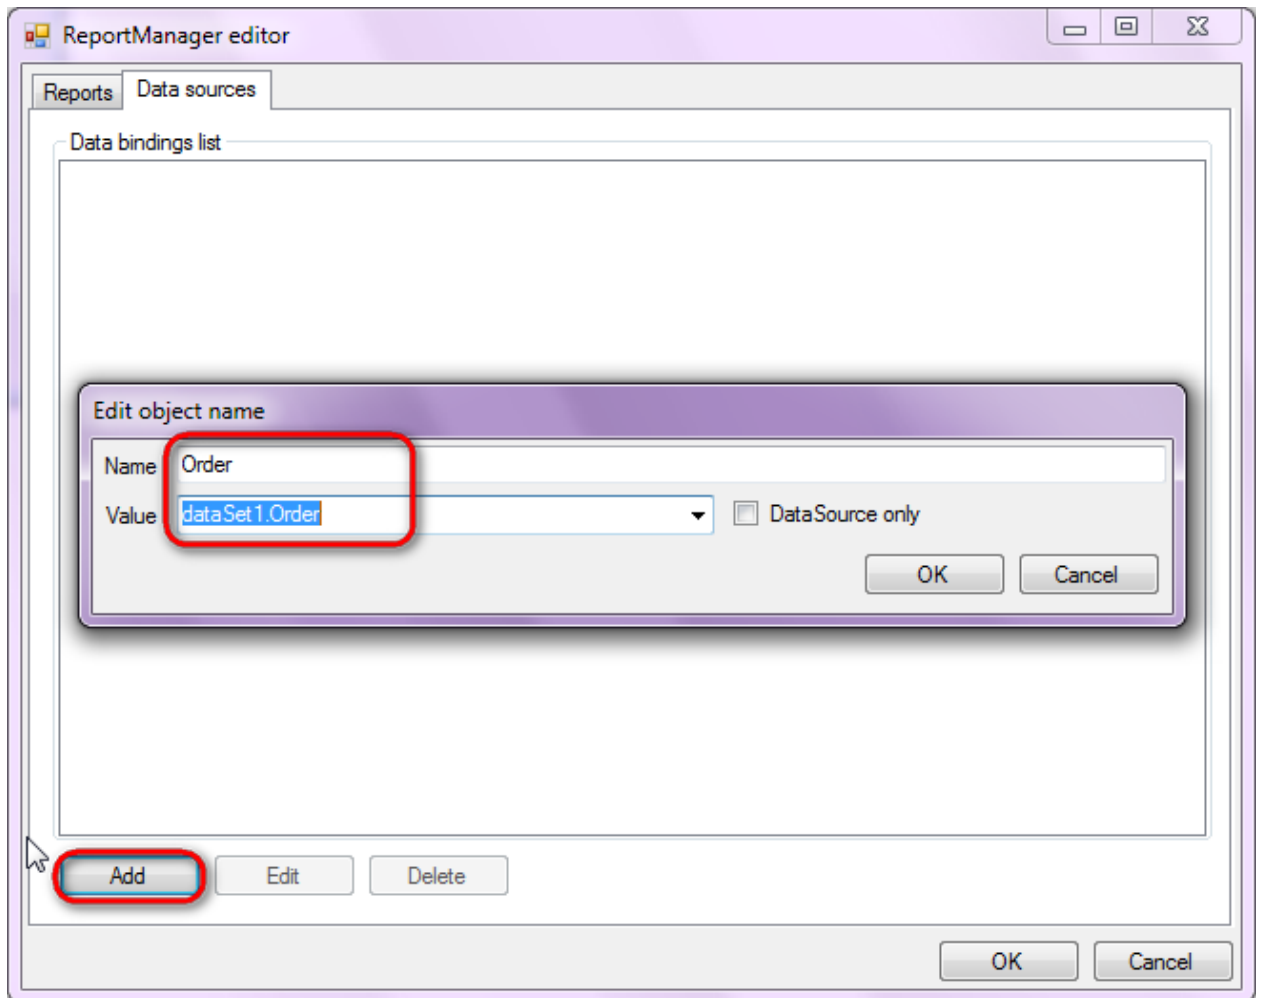 ReportManager editor
Reports Data sources
Data bindings list
Edit object name
Name Order
Value dataSet1.Order DataSource only
OK Cancel
Add Edit Delete
OK Cancel